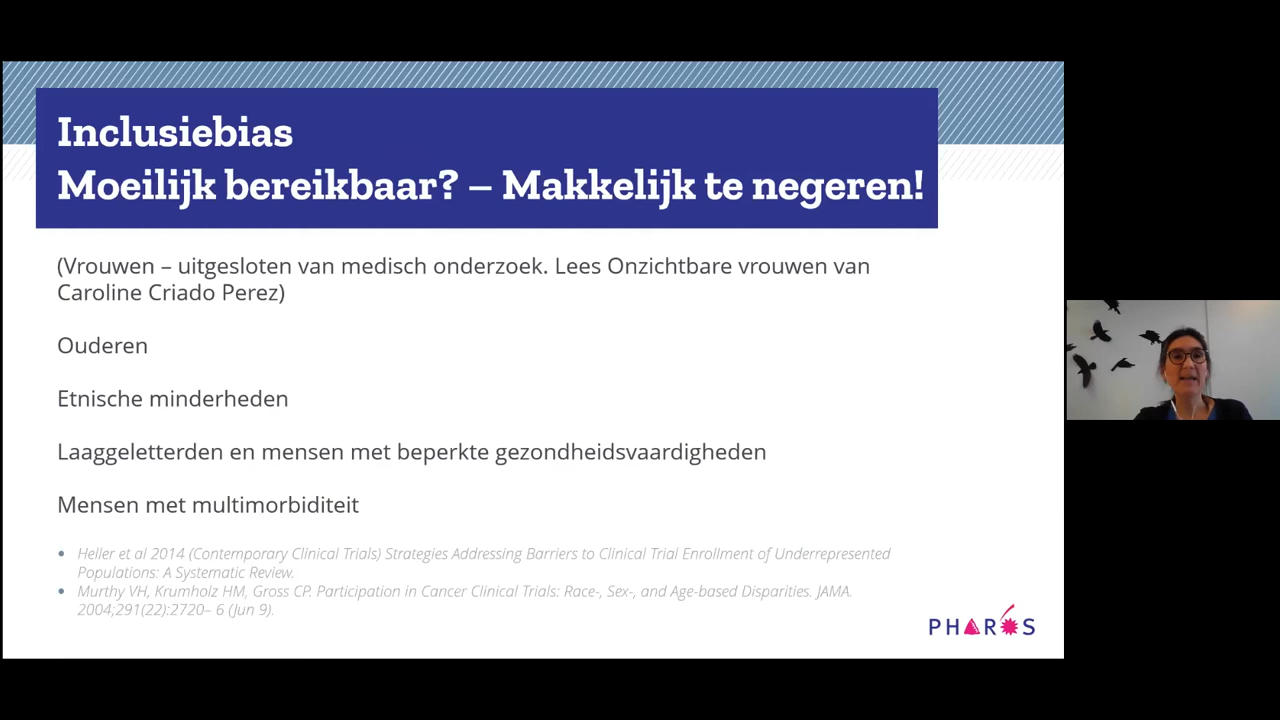 Inclusiebias
Moeilijk bereikbaar? – Makkelijk te negeren!
(Vrouwen – uitgesloten van medisch onderzoek. Lees Onzichtbare vrouwen van
Caroline Criado Perez)
Ouderen
Etnische minderheden
Laaggeletterden en mensen met beperkte gezondheidsvaardigheden
Mensen met multimorbiditeit
• Heller et al 2014 (Contemporary Clinical Trials) Strategies Addressing Barriers to Clinical Trial Enrollment of Underrepresented
Populations: A Systematic Review.
• Murthy VH, Krumholz HM, Gross CP. Participation in Cancer Clinical Trials: Race-, Sex-, and Age-based Disparities. JAMA.
2004;291(22):2720– 6 (Jun 9).
PHAROS